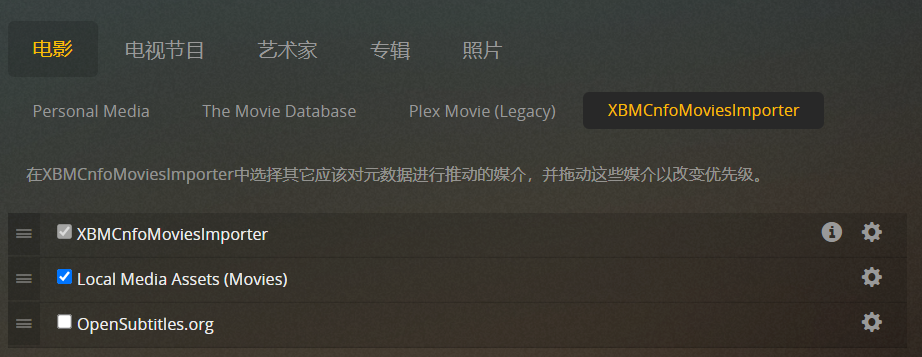 电影 电视节目 艺术家 专辑 照片
Personal Media The Movie Database Plex Movie (Legacy) XBMCnfoMoviesImporter
在XBMCnfoMoviesImporter中选择其它应该对元数据进行推动的媒介，并拖动这些媒介以改变优先级。
XBMCnfoMoviesImporter
Local Media Assets (Movies)
OpenSubtitles.org